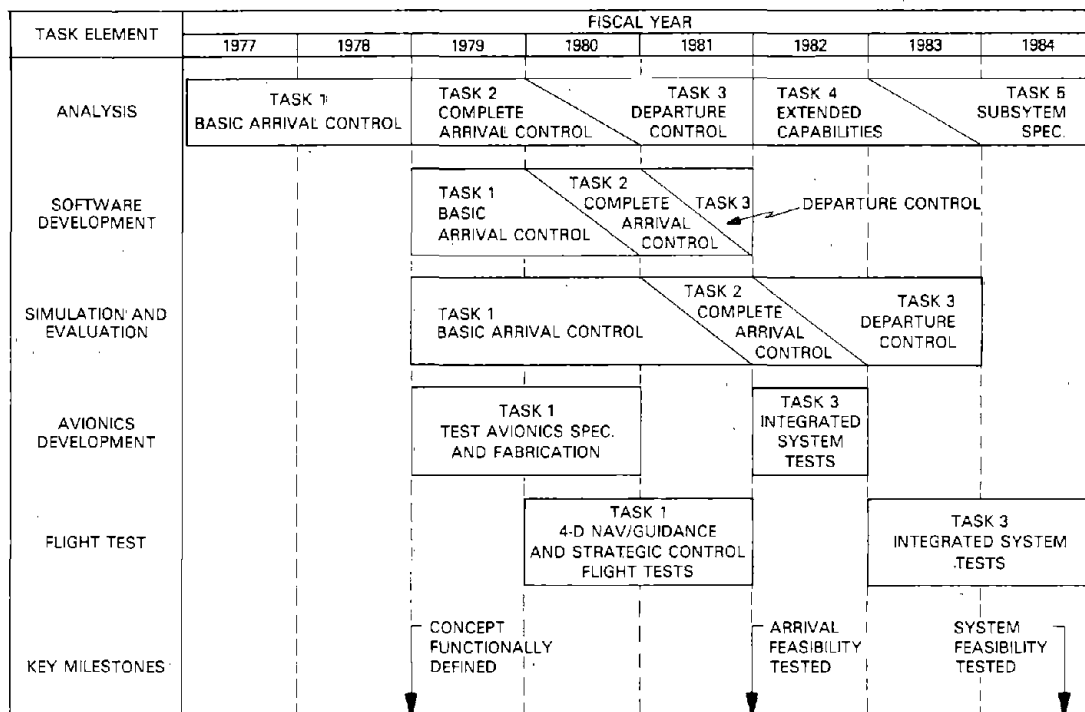 TASK ELEMENT
FISCAL YEAR
1977 1978 1979 1980 1981 1982 1983 1984
ANALYSIS
TASK 1
BASIC ARRIVAL CONTROL
TASK 2
COMPLETE
ARRIVAL CONTROL
TASK 3
DEPARTURE
CONTROL
TASK 4
EXTENDED
CAPABILITIES
TASK 5
SUBSYTEM
SPEC.
SOFTWARE
DEVELOPMENT
TASK 1
BASIC
ARRIVAL CONTROL
TASK 2
COMPLETE
ARRIVAL
CONTROL
TASK 3
DEPARTURE CONTROL
SIMULATION AND
EVALUATION
TASK 1
BASIC ARRIVAL CONTROL
TASK 2
COMPLETE
ARRIVAL
CONTROL
TASK 3
DEPARTURE
CONTROL
AVIONICS
DEVELOPMENT
TASK 1
TEST AVIONICS SPEC.
AND FABRICATION
TASK 3
INTEGRATED
SYSTEM
TESTS
FLIGHT TEST
TASK 1
4-D NAV/GUIDANCE
AND STRATEGIC CONTROL
FLIGHT TESTS
TASK 3
INTEGRATED SYSTEM
TESTS
KEY MILESTONES
CONCEPT
FUNCTIONALLY
DEFINED
ARRIVAL
FEASIBILITY
TESTED
SYSTEM
FEASIBILITY
TESTED